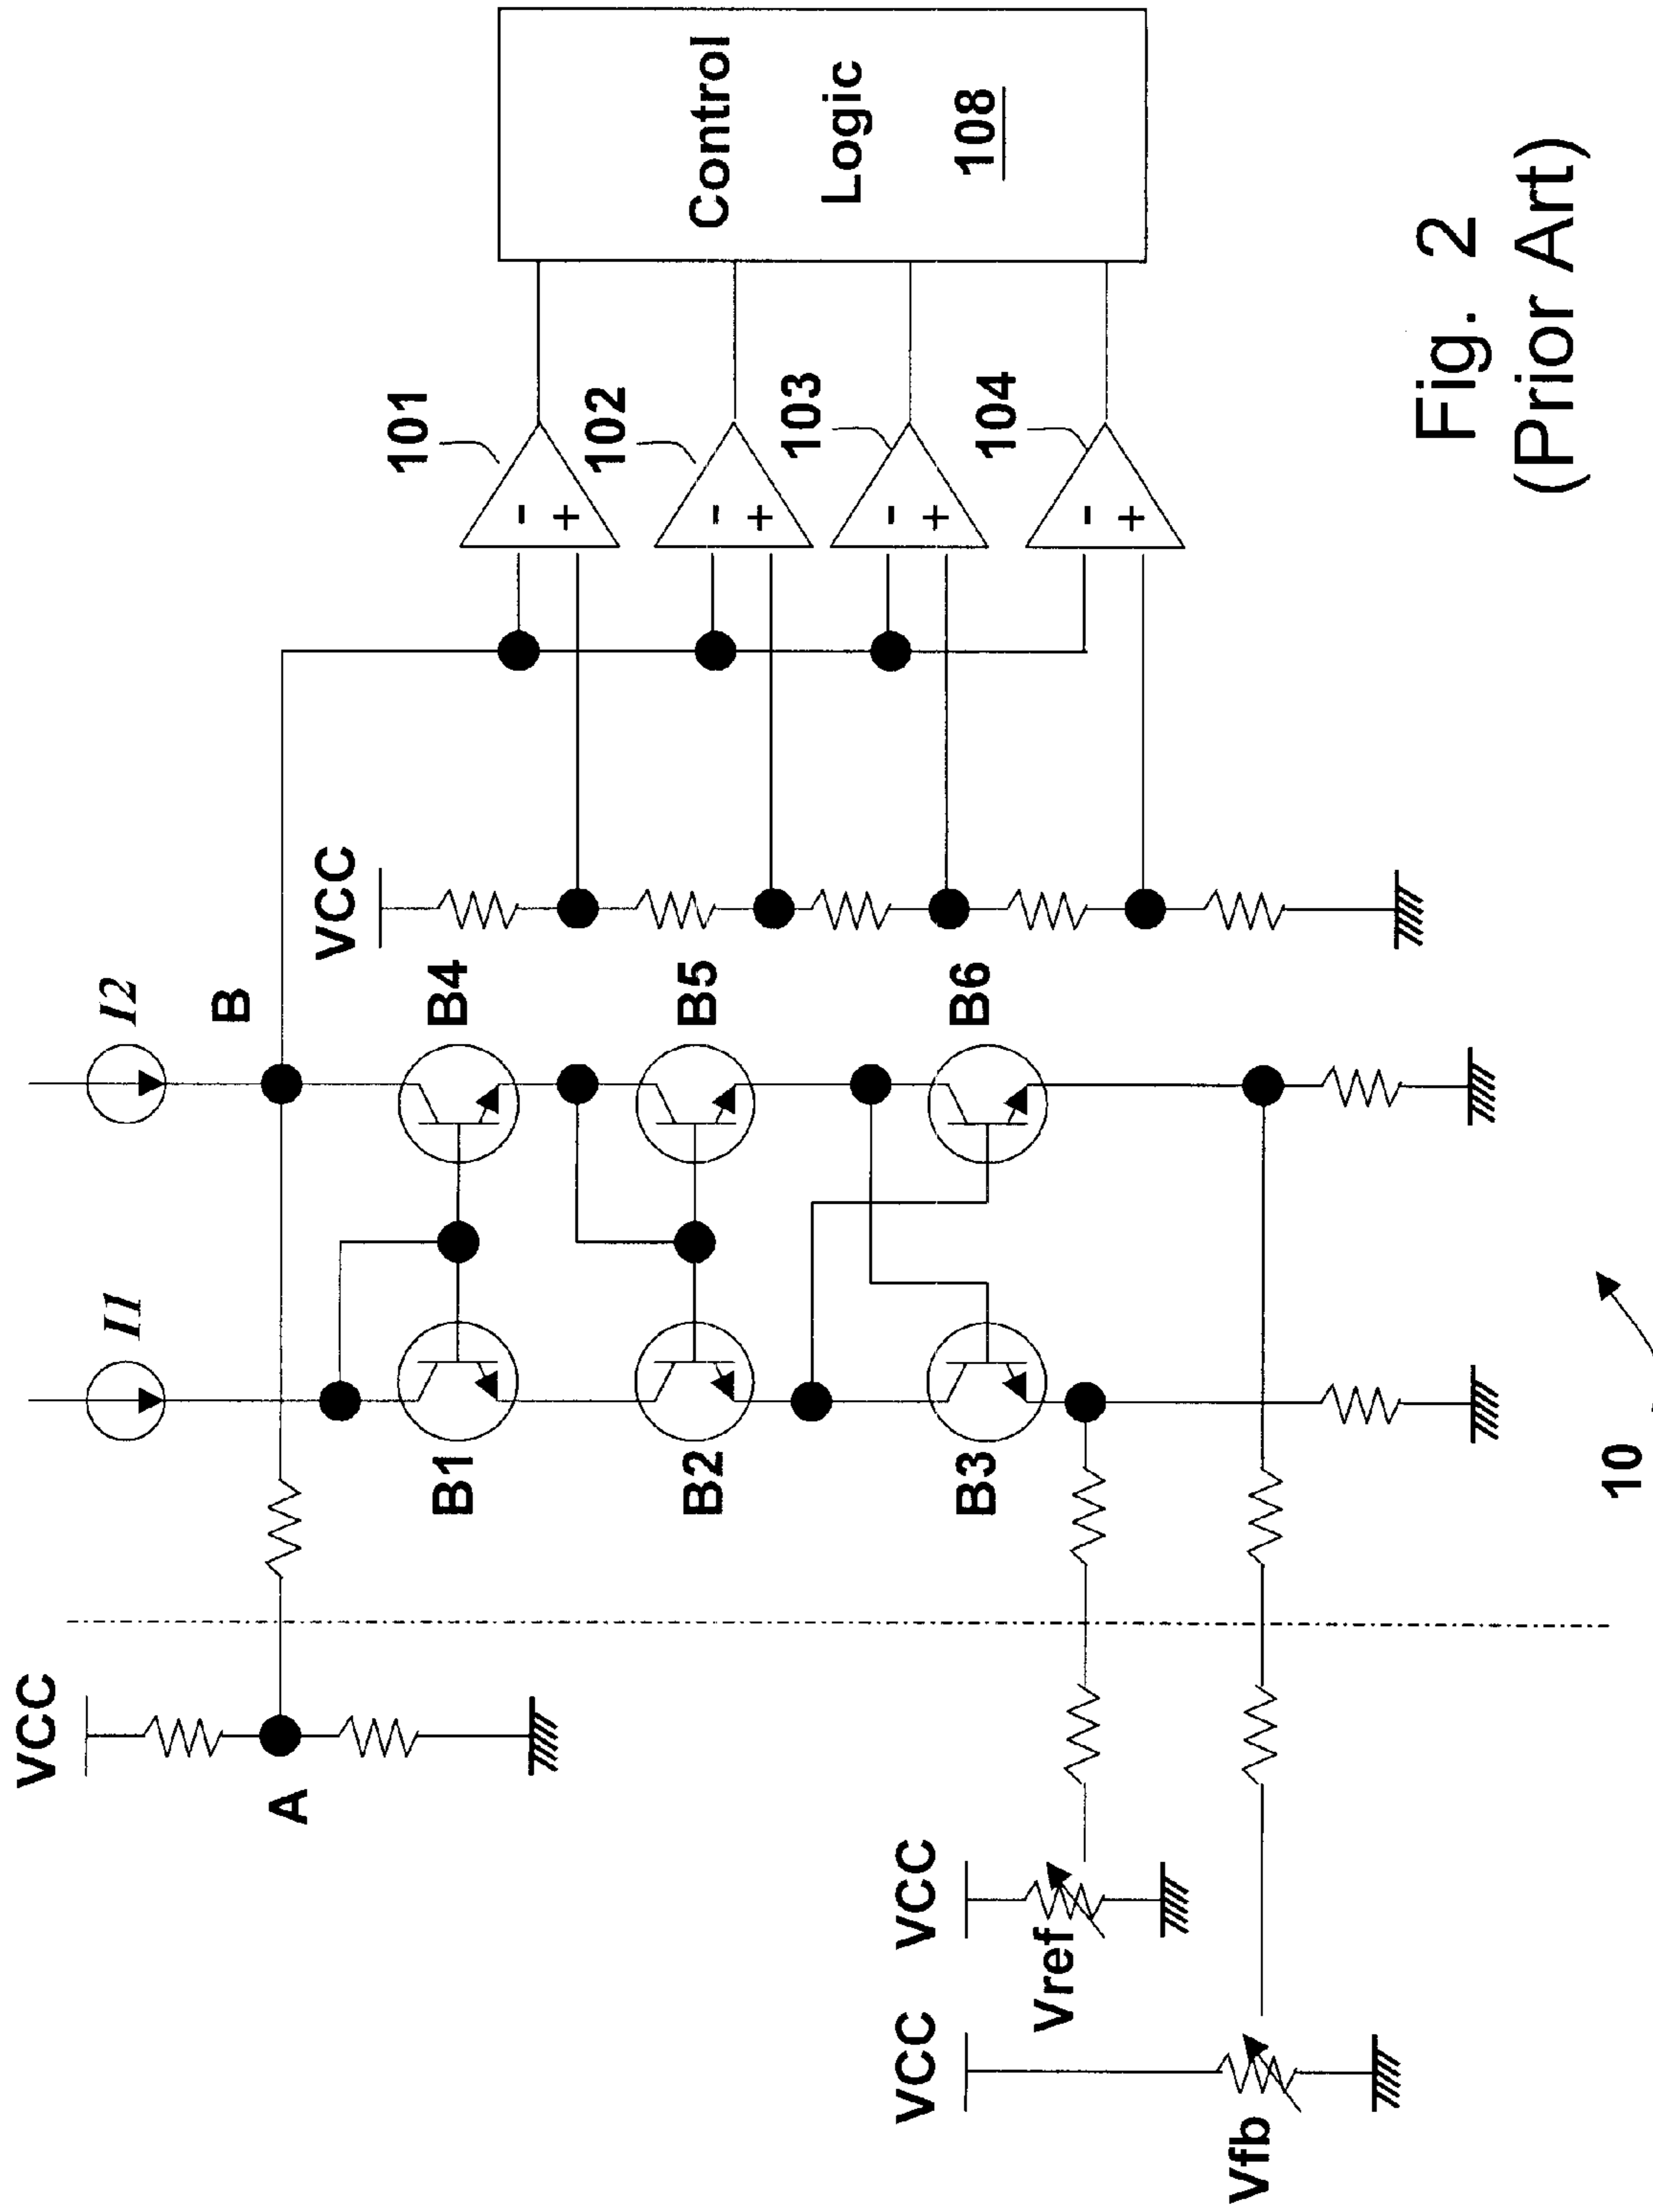 I1
I2
B
VCC
A
VCC
B1
B4
B2
B5
B3
B6
101
102
103
104
-
+
-
+
-
+
-
+
Control
Logic
108
VCC
Vref
VCC
Vfb
10
Fig. 2
(Prior Art)